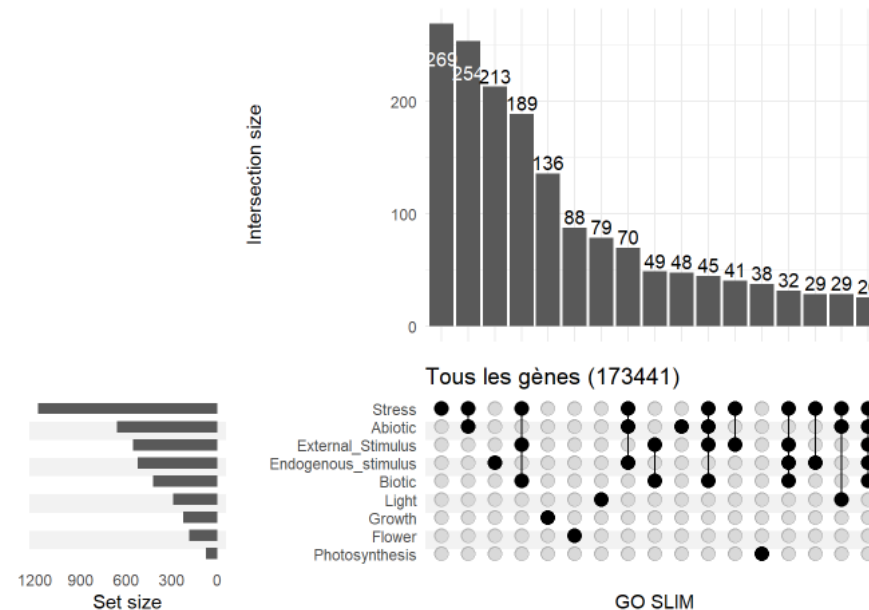 Intersection size
200
100
0
269
254
213
189
136
88
79
70
49
48
45
41
38
32
29
29
Tous les gènes (173441)
Stress
Abiotic
External_Stimulus
Endogenous_stimulus
Biotic
Light
Growth
Flower
Photosynthesis
1200 900 600 300 0
Set size
GO SLIM